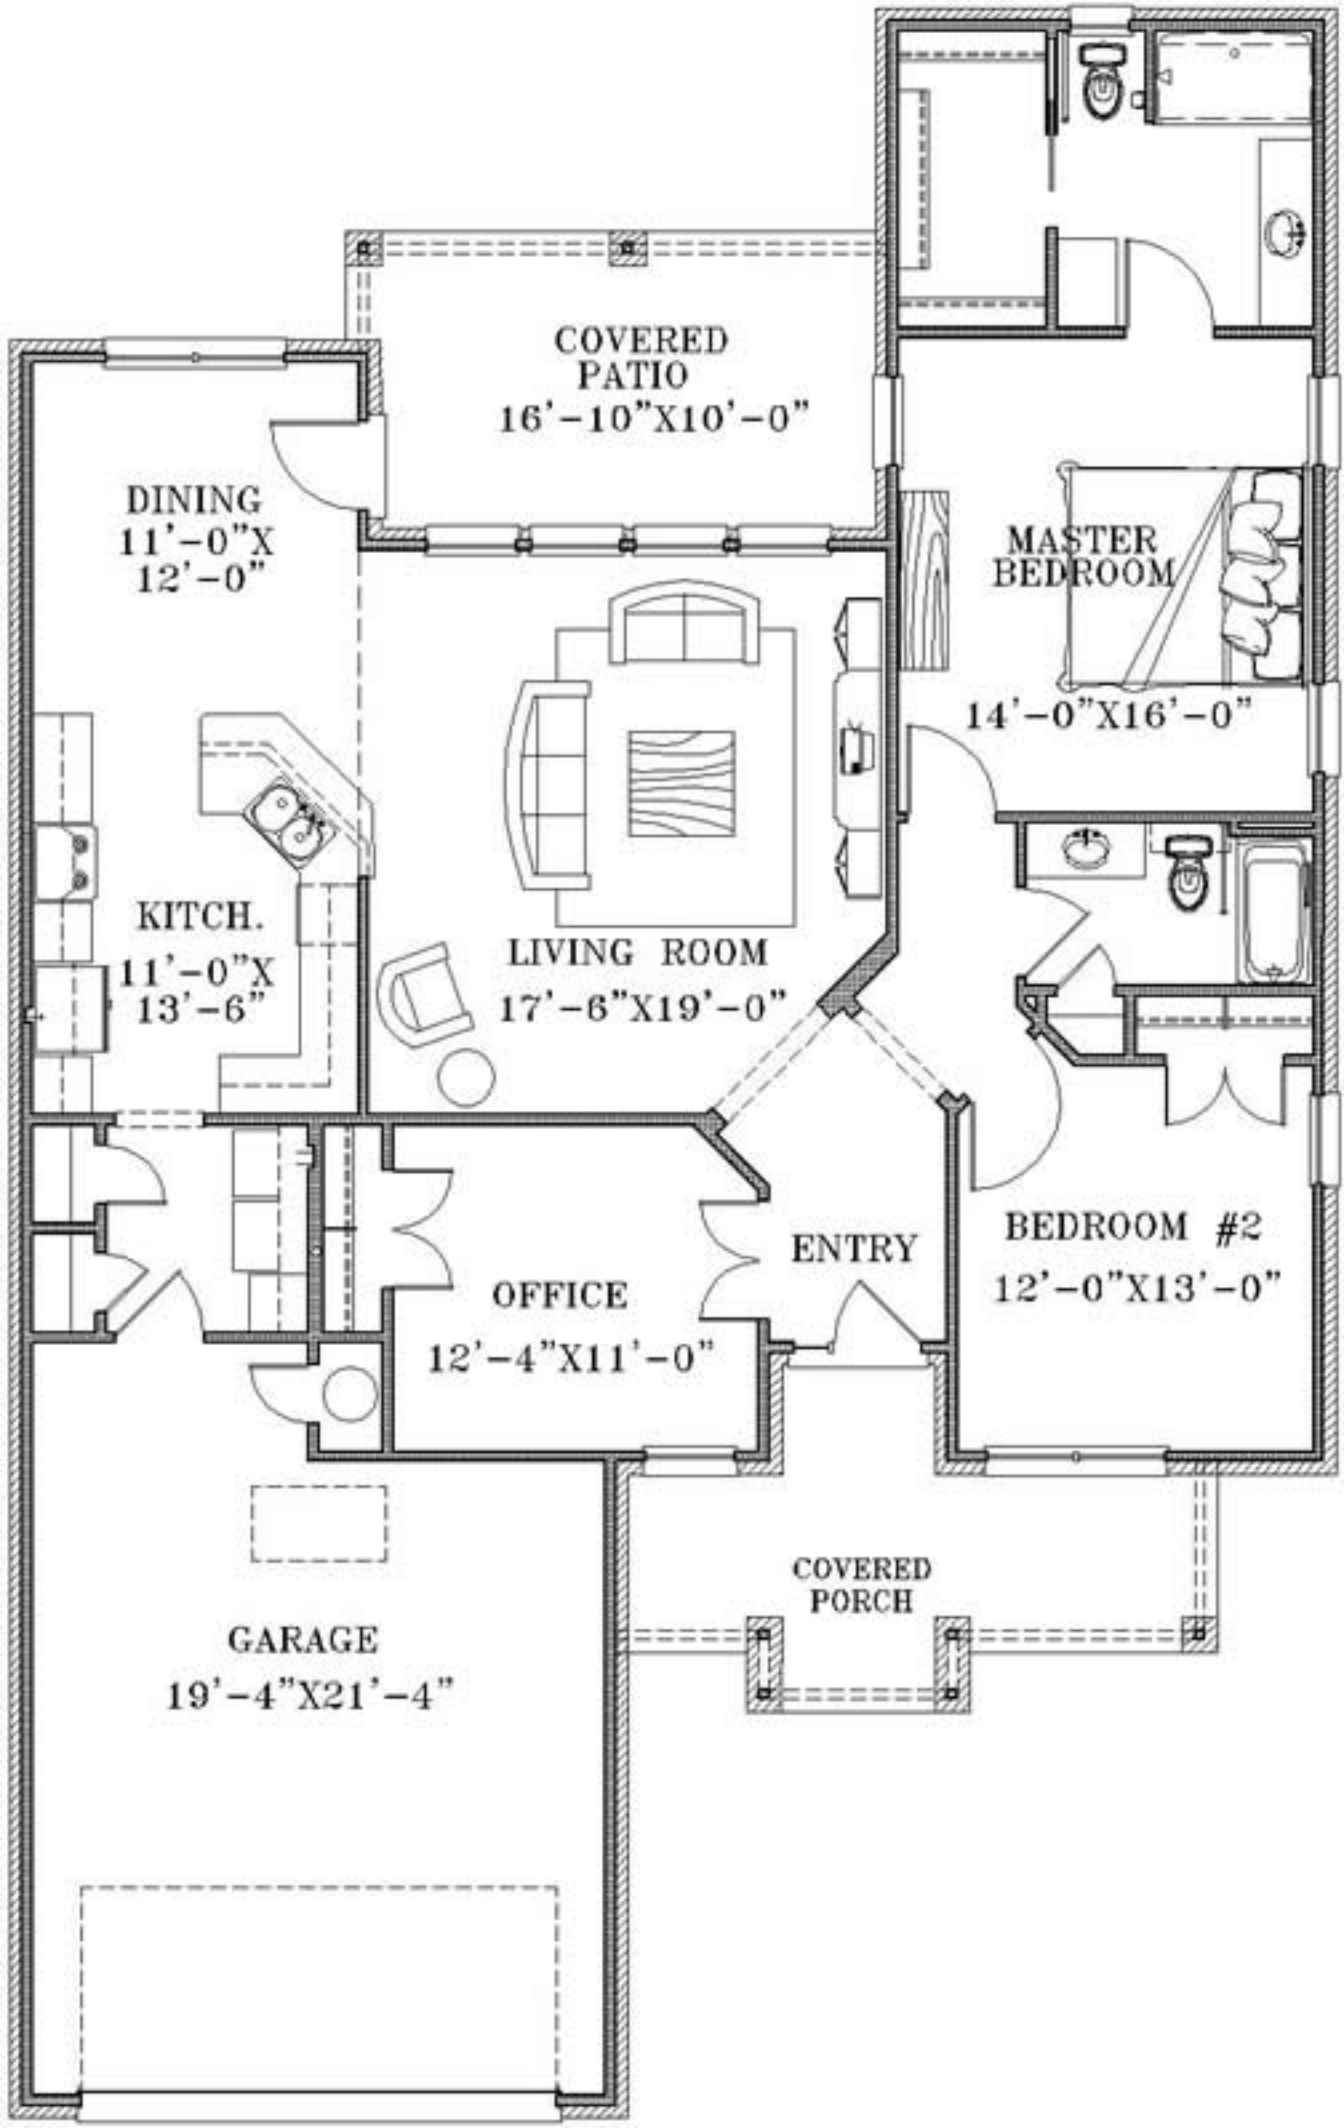 COVERED
PATIO
16'-10"X10'-0"
DINING
11'-0"X
12'-0"
MASTER
BEDROOM
14'-0"X16'-0"
KITCH.
11'-0"X
13'-6"
LIVING ROOM
17'-6"X19'-0"
ENTRY
BEDROOM #2
12'-0"X13'-0"
OFFICE
12'-4"X11'-0"
COVERED
PORCH
GARAGE
19'-4"X21'-4"